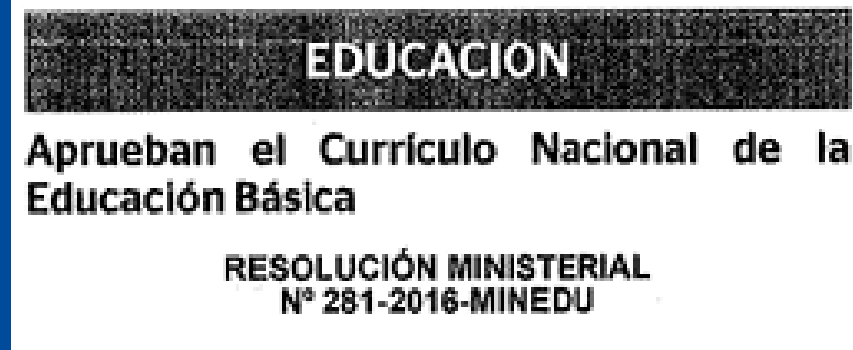 EDUCACION
Aprueban el Currículo Nacional de la
Educación Básica
RESOLUCIÓN MINISTERIAL
Nº 281-2016-MINEDU